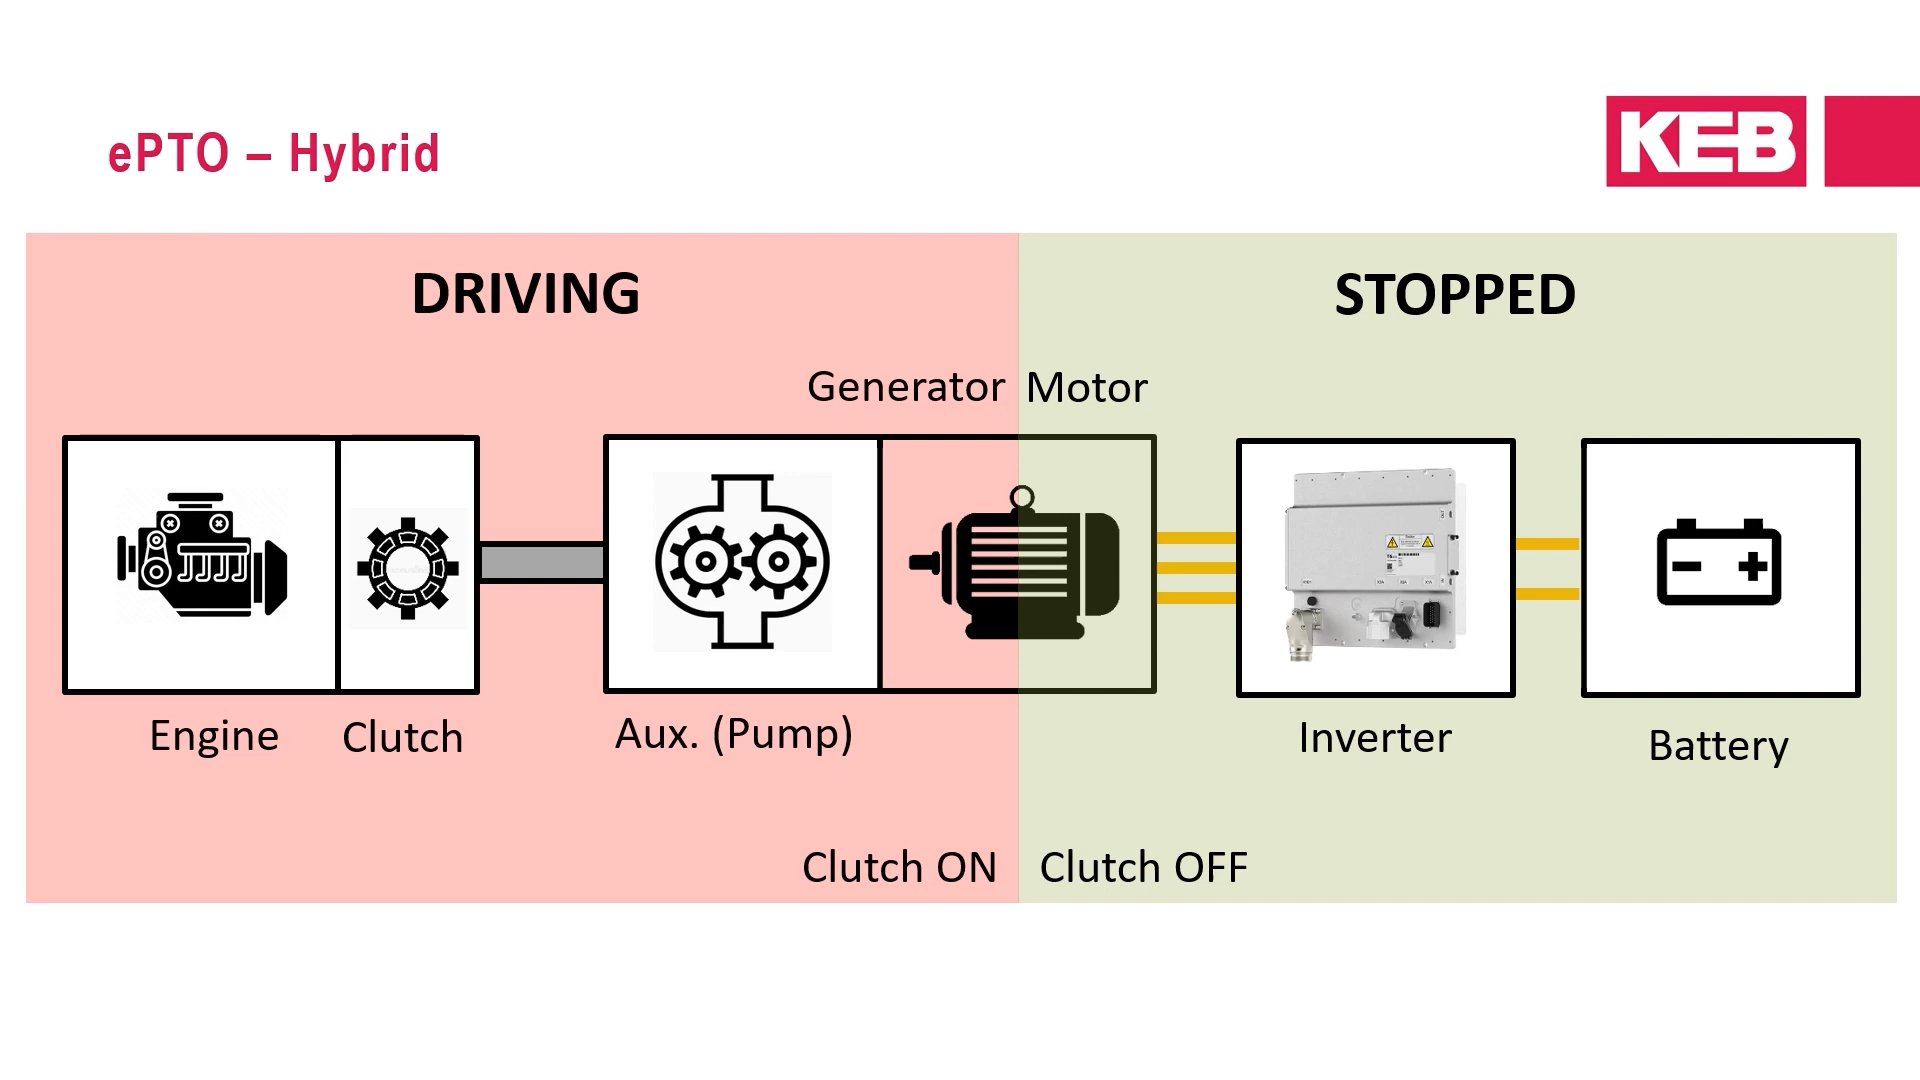 ePTO – Hybrid
KEB
DRIVING
STOPPED
Generator
Motor
Engine
Clutch
Aux. (Pump)
Inverter
Battery
Clutch ON
Clutch OFF